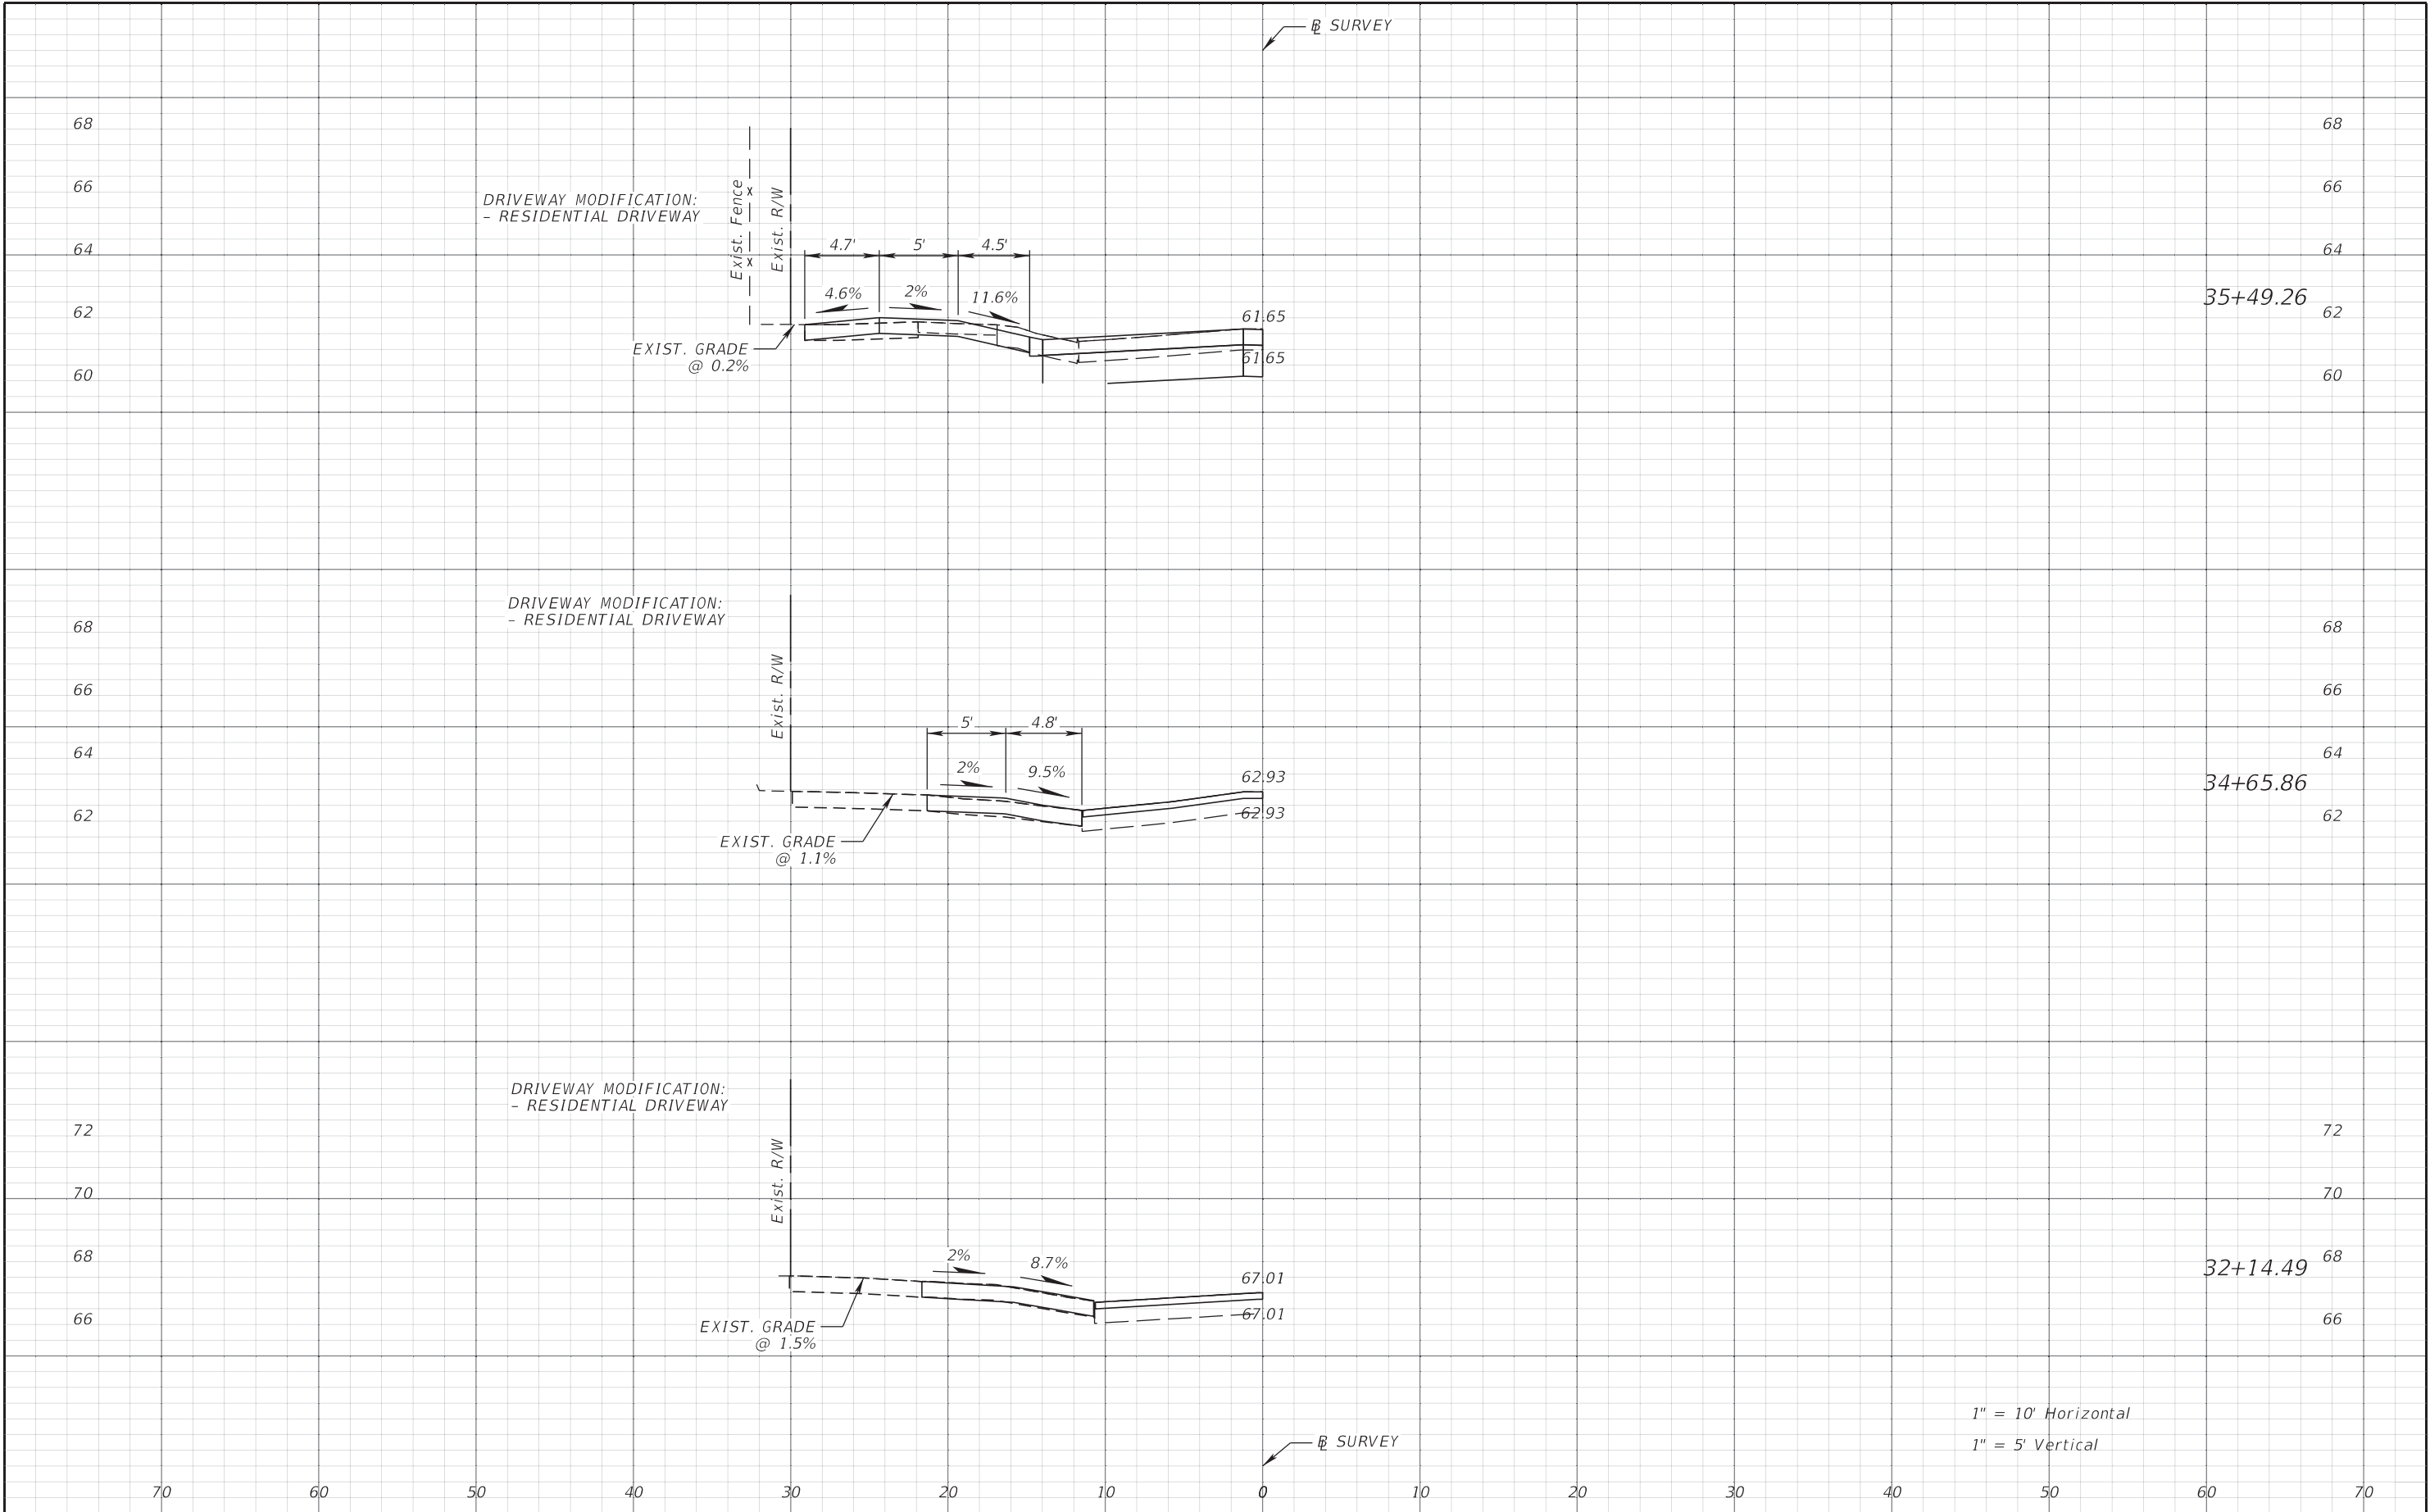 ℄ SURVEY
68 68
66 66
DRIVEWAY MODIFICATION:
- RESIDENTIAL DRIVEWAY
Exist. Fence
Exist. R/W
64 4.7' 5' 4.5' 64
4.6% 2% 11.6% 35+49.26
62 61.65 62
EXIST. GRADE
@ 0.2%
61.65
60 60
DRIVEWAY MODIFICATION:
- RESIDENTIAL DRIVEWAY
68 68
Exist. R/W
66 66
5' 4.8'
64 64
2% 9.5% 62.93 34+65.86
62 62.93 62
EXIST. GRADE
@ 1.1%
DRIVEWAY MODIFICATION:
- RESIDENTIAL DRIVEWAY
72 72
Exist. R/W
70 70
68 2% 8.7% 68
67.01 32+14.49
66 67.01 66
EXIST. GRADE
@ 1.5%
1" = 10' Horizontal
℄ SURVEY
1" = 5' Vertical
70 60 50 40 30 20 10 0 10 20 30 40 50 60 70